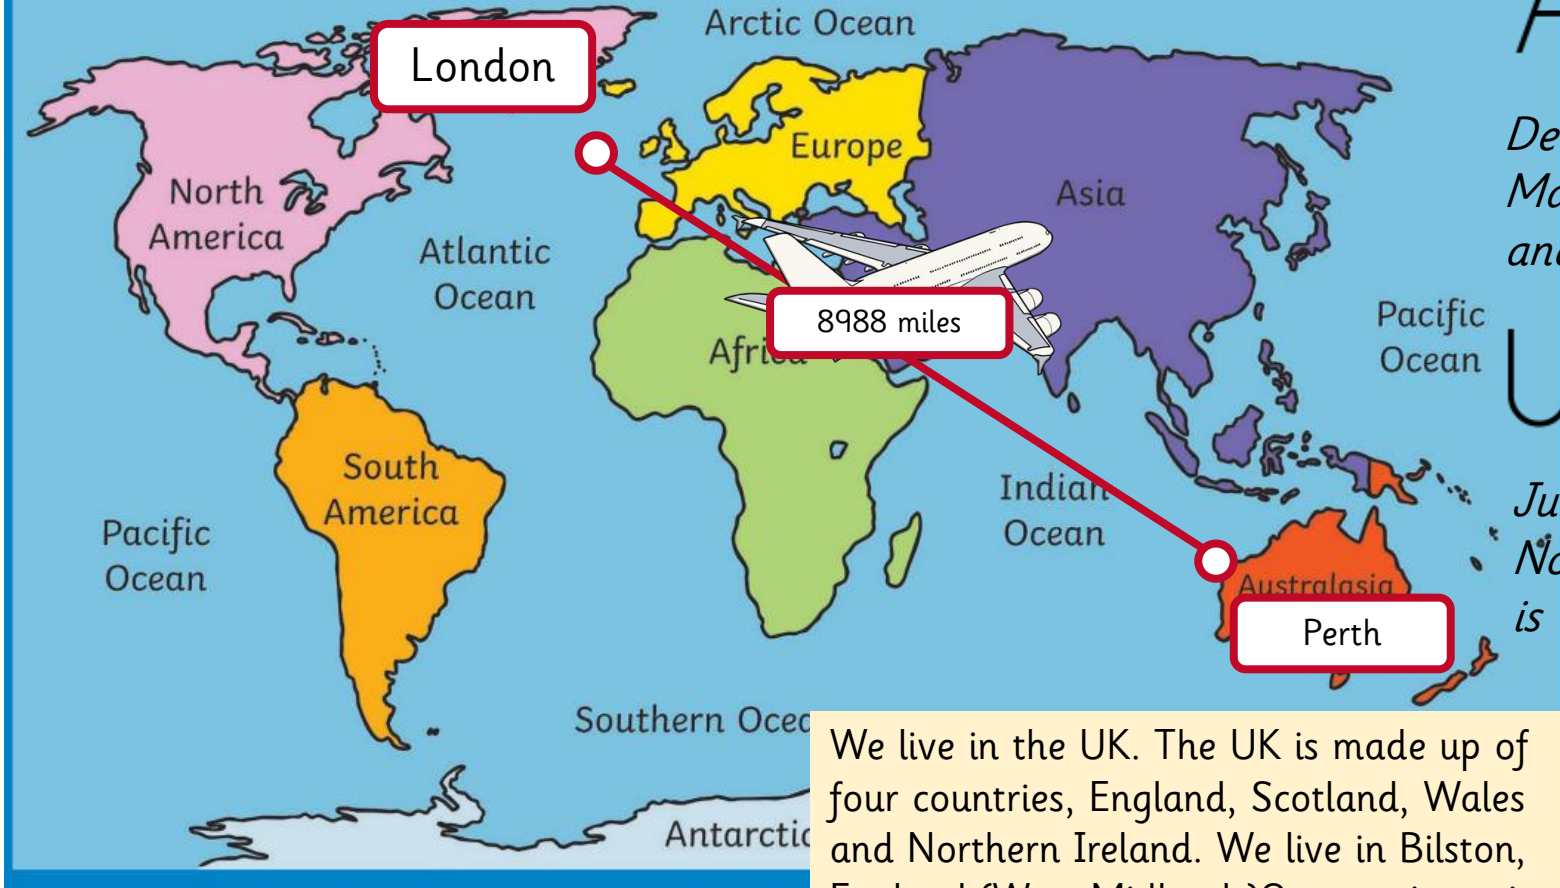 Arctic Ocean
London
Europe
North
America
Asia
Atlantic
Ocean
8988 miles
Pacific
Ocean
South
America
Indian
Ocean
Pacific
Ocean
Australasia
Perth
Southern
We live in the UK. The UK is made up of
four countries, England, Scotland, Wales
and Northern Ireland. We live in Bilston,
is